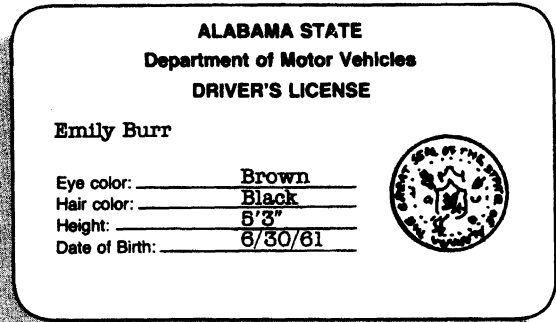 ALABAMA STATE
Department of Motor Vehicles
DRIVER'S LICENSE
Emily Burr
Eye color: Brown
Hair color: Black
Height: 5'3"
Date of Birth: 6/30/61